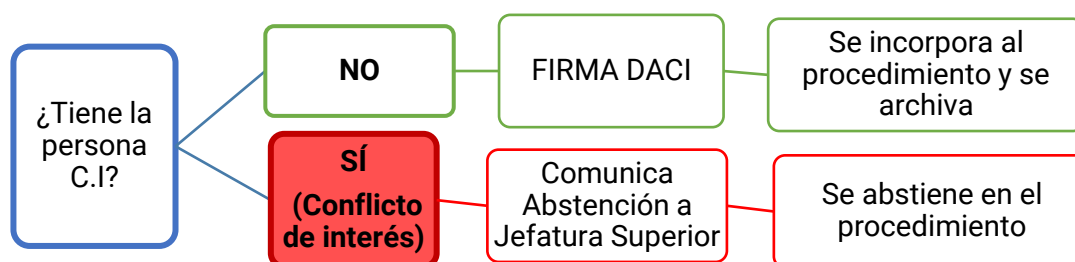 ¿Tiene la
persona
C.I?
NO
FIRMA DACI
Se incorpora al
procedimiento y se
archiva
SÍ
(Conflicto
de interés)
Comunica
Abstención a
Jefatura Superior
Se abstiene en el
procedimiento